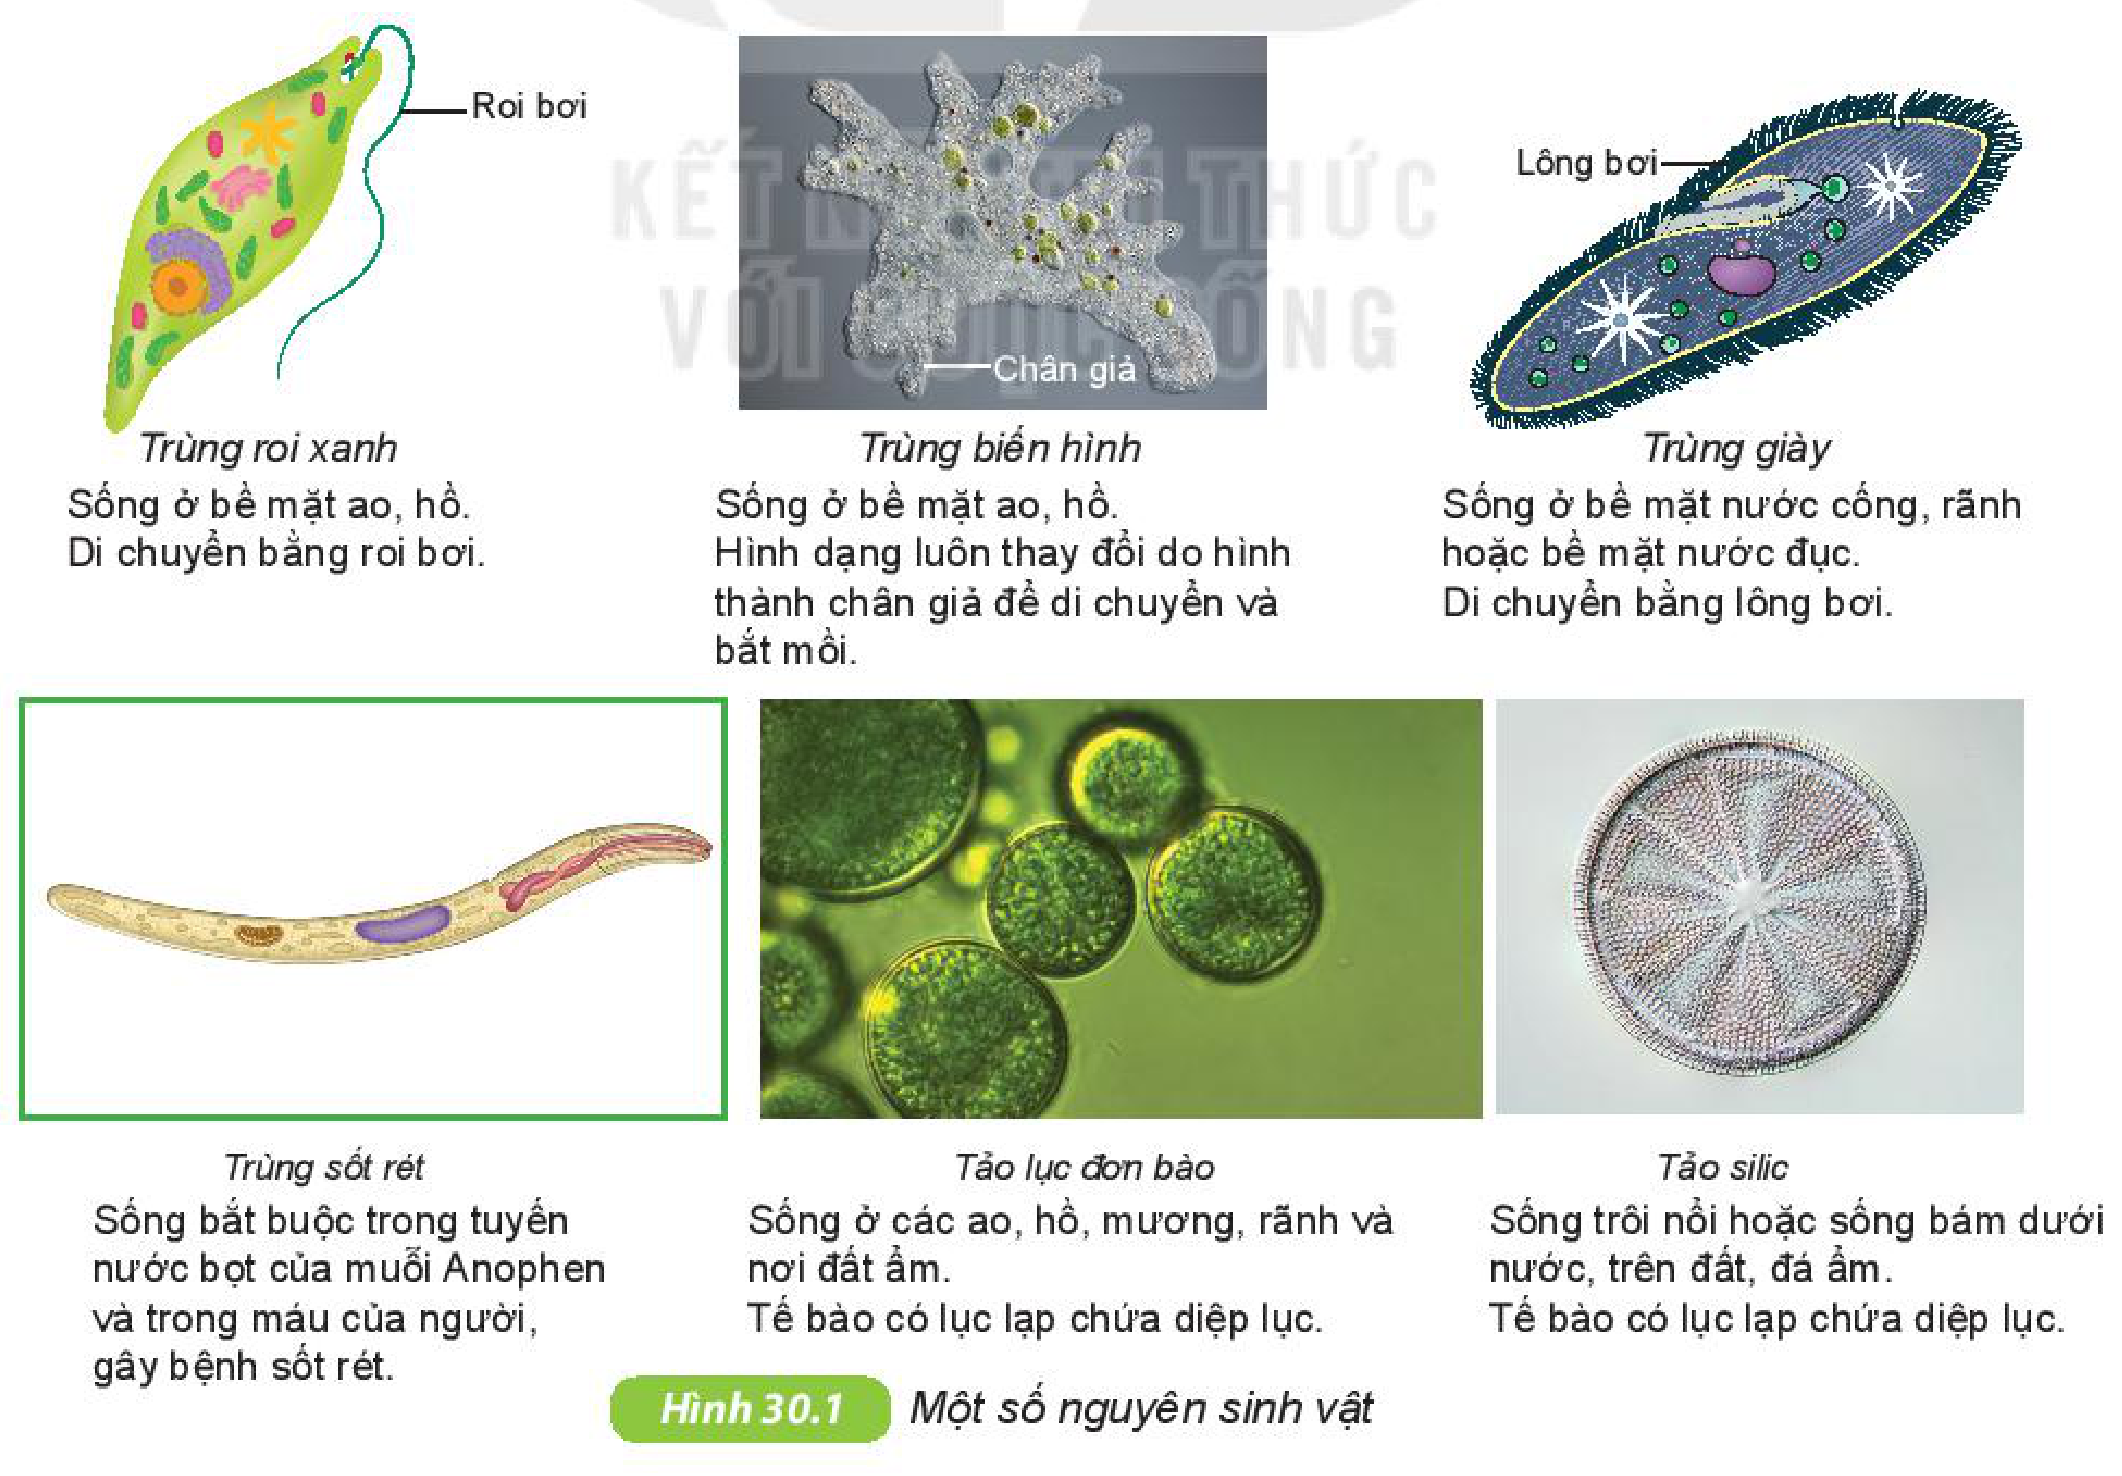 Roi bơi
Lông bơi
KẾT NỐI TRI THỨC
VỚI CUỘC SỐNG
Chân giả
Trùng roi xanh
Sống ở bề mặt ao, hồ.
Di chuyển bằng roi bơi.
Trùng biến hình
Sống ở bề mặt ao, hồ.
Hình dạng luôn thay đổi do hình
thành chân giả để di chuyển và
bắt mồi.
Trùng giày
Sống ở bề mặt nước cống, rãnh
hoặc bề mặt nước đục.
Di chuyển bằng lông bơi.
Trùng sốt rét
Sống bắt buộc trong tuyến
nước bọt của muỗi Anophen
và trong máu của người,
gây bệnh sốt rét.
Tảo lục đơn bào
Sống ở các ao, hồ, mương, rãnh và
nơi đất ẩm.
Tế bào có lục lạp chứa diệp lục.
Tảo silic
Sống trôi nổi hoặc sống bám dưới
nước, trên đất, đá ẩm.
Tế bào có lục lạp chứa diệp lục.
Hình 30.1 Một số nguyên sinh vật